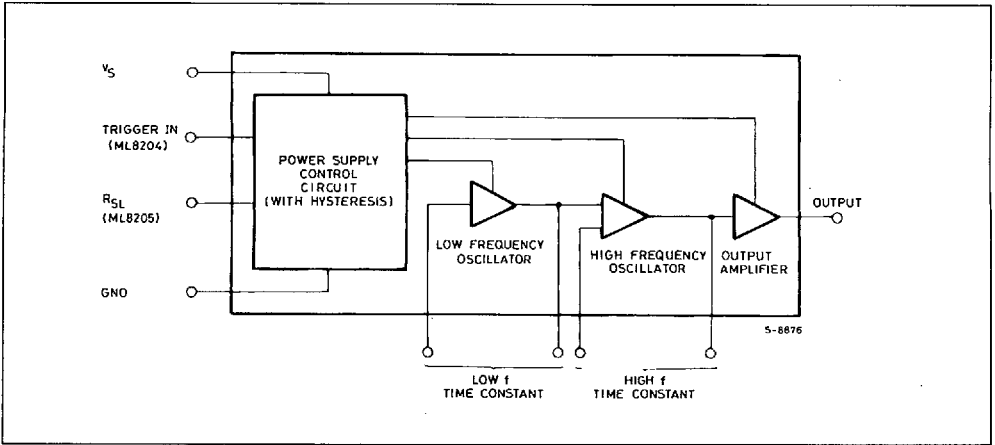 VS
TRIGGER IN
(ML8204)
RSL
(ML8205)
GND
POWER SUPPLY
CONTROL
CIRCUIT
(WITH HYSTERESIS)
LOW FREQUENCY
OSCILLATOR
HIGH FREQUENCY
OSCILLATOR
OUTPUT
AMPLIFIER
OUTPUT
S-8876
LOW f
TIME CONSTANT
HIGH f
TIME CONSTANT